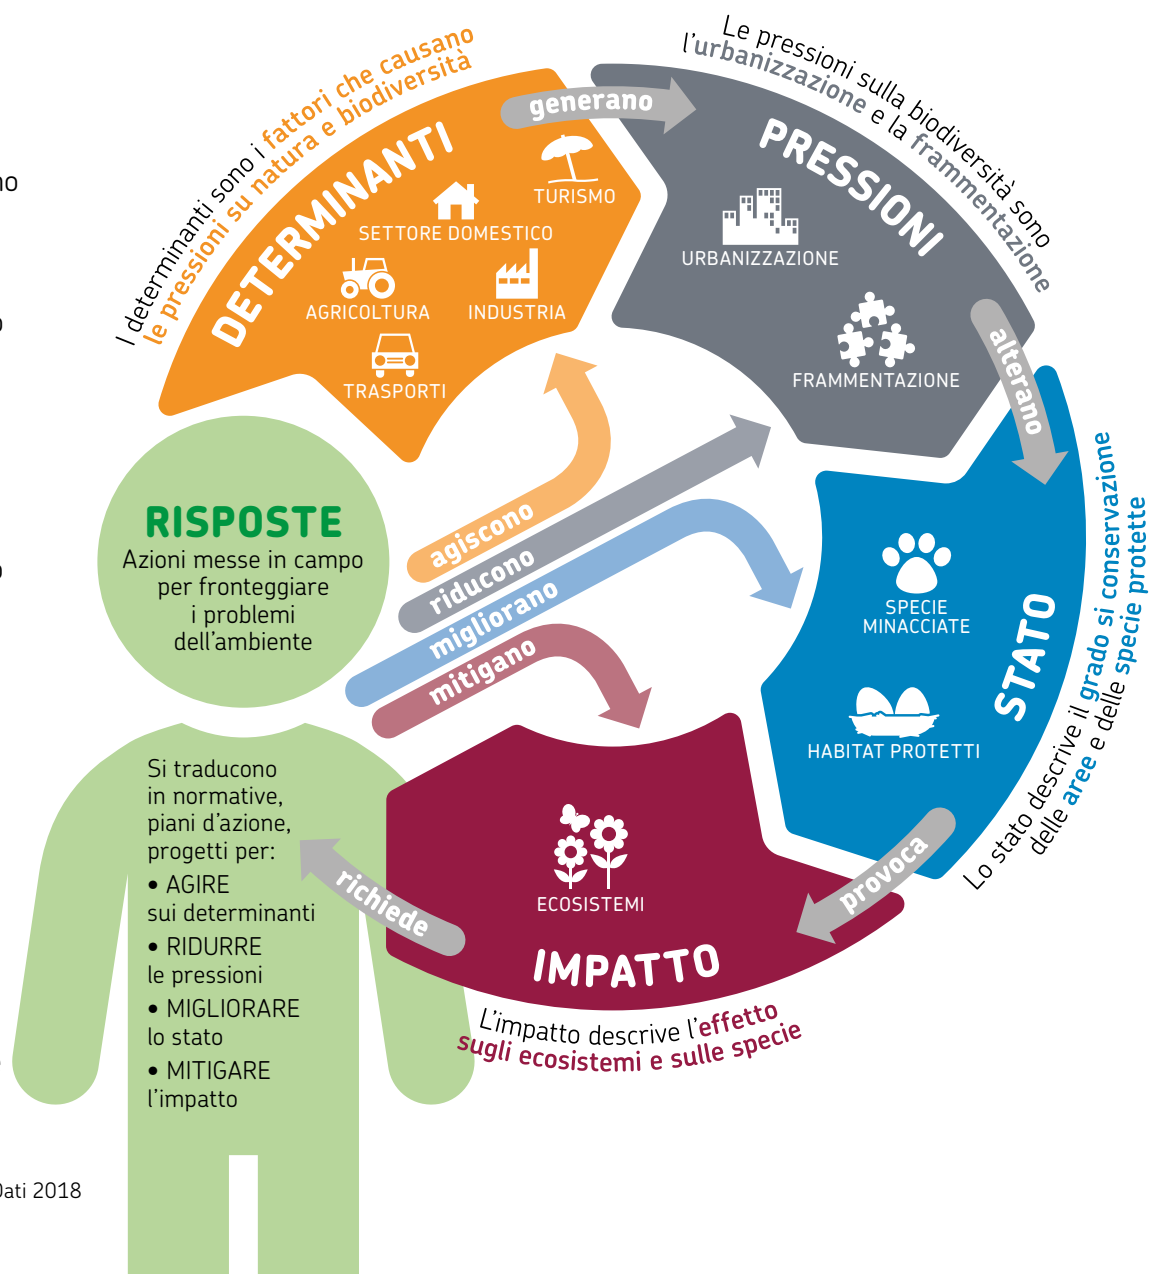 I determinanti sono i fattori che causano
le pressioni su natura e biodiversità
DETERMINANTI
TURISMO
SETTORE DOMESTICO
AGRICOLTURA
INDUSTRIA
TRASPORTI
generano
Le pressioni sulla biodiversità sono
l'urbanizzazione e la frammentazione
PRESSIONI
URBANIZZAZIONE
FRAMMENTAZIONE
alterano
Lo stato descrive il grado si conservazione
delle aree e delle specie protette
STATO
SPECIE
MINACCIATE
HABITAT PROTETTI
provoca
ECOSISTEMI
IMPATTO
L'impatto descrive l'effetto
sugli ecosistemi e sulle specie
richiede
RISPOSTE
Azioni messe in campo
per fronteggiare
i problemi
dell'ambiente
agiscono
riducono
migliorano
mitigano
Si traducono
in normative,
piani d'azione,
progetti per:
• AGIRE
sui determinanti
• RIDURRE
le pressioni
• MIGLIORARE
lo stato
• MITIGARE
l'impatto
Dati 2018